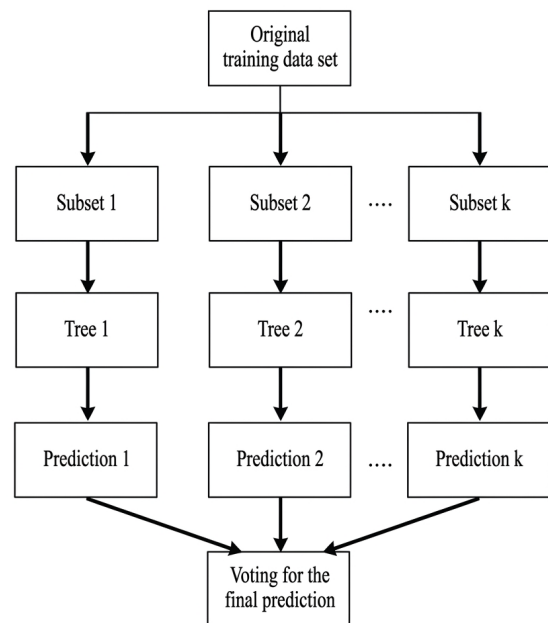 Original
training data set
Subset 1
Subset 2
....
Subset k
Tree 1
Tree 2
....
Tree k
Prediction 1
Prediction 2
....
Prediction k
Voting for the
final prediction